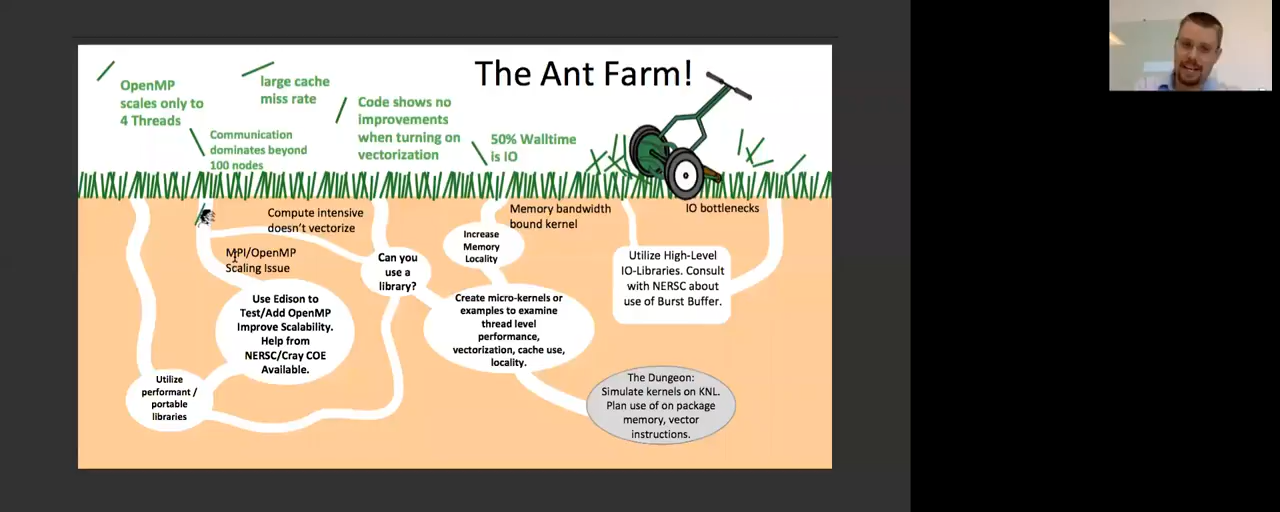 The Ant Farm!
OpenMP
scales only to
4 Threads
large cache
miss rate
Code shows no
improvements
when turning on
vectorization
Communication
dominates beyond
100 nodes
50% Walltime
is IO
Compute intensive
doesn't vectorize
Memory bandwidth
bound kernel
IO bottlenecks
MPI/OpenMP
Scaling Issue
Can you
use a
library?
Increase
Memory
Locality
Utilize High-Level
IO-Libraries. Consult
with NERSC about
use of Burst Buffer.
Use Edison to
Test/Add OpenMP
Improve Scalability.
Help from
NERSC/Cray COE
Available.
Create micro-kernels or
examples to examine
thread level
performance,
vectorization, cache use,
locality.
Utilize
performant /
portable
libraries
The Dungeon:
Simulate kernels on KNL.
Plan use of on package
memory, vector
instructions.